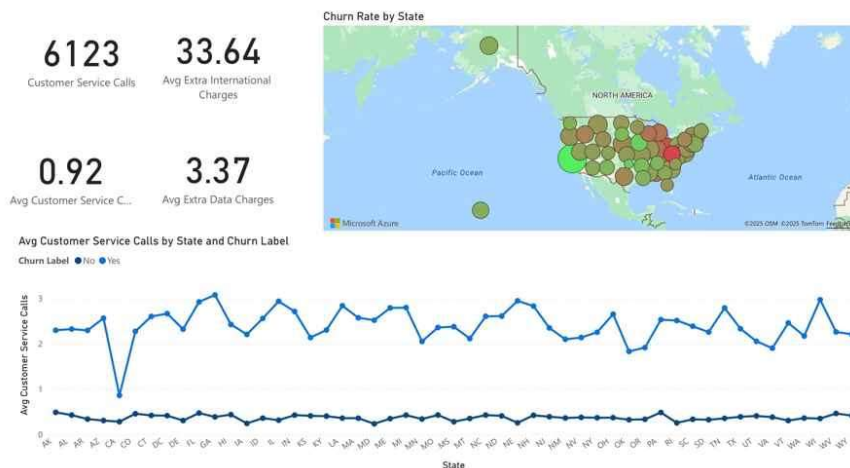 6123
Customer Service Calls
33.64
Avg Extra International
Charges
0.92
Avg Customer Service C...
3.37
Avg Extra Data Charges
Churn Rate by State
NORTH AMERICA
Pacific Ocean
Atlantic Ocean
Microsoft Azure
©2025 OSM ©2025 TomTom
Avg Customer Service Calls by State and Churn Label
Churn Label No Yes
Avg Customer Service Calls
3
2
1
0
AK AL AR AZ CA CO CT DC DE FL GA HI IA ID IL IN KS KY LA MA MD ME MI MN MO MS MT NC ND NE NH NJ NM NV NY OH OK OR PA RI SC SD TN TX UT VA VT WA WI WV WY
State